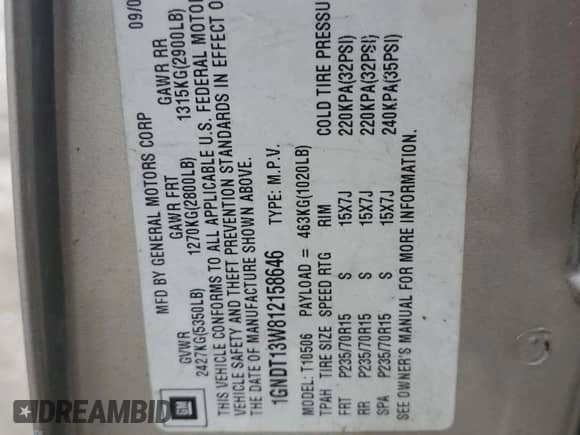 MFD BY GENERAL MOTORS CORP 09/0
GVWR GAWR FRT GAWR RR
2427KG(5350LB) 1270KG(2800LB) 1315KG(2900LB)
THIS VEHICLE CONFORMS TO ALL APPLICABLE U.S. FEDERAL MOTOR
VEHICLE SAFETY AND THEFT PREVENTION STANDARDS IN EFFECT O
THE DATE OF MANUFACTURE SHOWN ABOVE.
1GNDT13W812158646 TYPE: M.P.V.
MODEL: T10506 PAYLOAD = 463KG(1020LB)
TPAH TIRE SIZE SPEED RTG RIM COLD TIRE PRESSU
FRT P235/70R15 S 15X7J 220KPA(32PSI)
RR P235/70R15 S 15X7J 220KPA(32PSI)
SPA P235/70R15 S 15X7J 240KPA(35PSI)
SEE OWNER'S MANUAL FOR MORE INFORMATION.
GM
DREAMBID